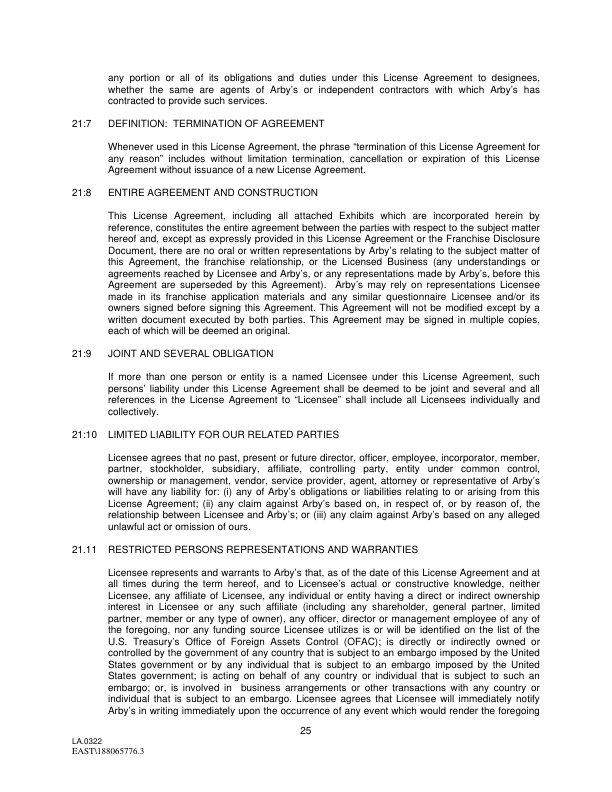 any portion or all of its obligations and duties under this License Agreement to designees,
whether the same are agents of Arby's or independent contractors with which Arby's has
contracted to provide such services.
21:7 DEFINITION: TERMINATION OF AGREEMENT
Whenever used in this License Agreement, the phrase “termination of this License Agreement for
any reason” includes without limitation termination, cancellation or expiration of this License
Agreement without issuance of a new License Agreement.
21:8 ENTIRE AGREEMENT AND CONSTRUCTION
This License Agreement, including all attached Exhibits which are incorporated herein by
reference, constitutes the entire agreement between the parties with respect to the subject matter
hereof and, except as expressly provided in this License Agreement or the Franchise Disclosure
Document, there are no oral or written representations by Arby's relating to the subject matter of
this Agreement, the franchise relationship, or the Licensed Business (any understandings or
agreements reached by Licensee and Arby's, or any representations made by Arby's, before this
Agreement are superseded by this Agreement). Arby's may rely on representations Licensee
made in its franchise application materials and any similar questionnaire Licensee and/or its
owners signed before signing this Agreement. This Agreement will not be modified except by a
written document executed by both parties. This Agreement may be signed in multiple copies,
each of which will be deemed an original.
21:9 JOINT AND SEVERAL OBLIGATION
If more than one person or entity is a named Licensee under this License Agreement, such
persons' liability under this License Agreement shall be deemed to be joint and several and all
references in the License Agreement to “Licensee” shall include all Licensees individually and
collectively.
21:10 LIMITED LIABILITY FOR OUR RELATED PARTIES
Licensee agrees that no past, present or future director, officer, employee, incorporator, member,
partner, stockholder, subsidiary, affiliate, controlling party, entity under common control,
ownership or management, vendor, service provider, agent, attorney or representative of Arby's
will have any liability for: (i) any of Arby's obligations or liabilities relating to or arising from this
License Agreement; (ii) any claim against Arby's based on, in respect of, or by reason of, the
relationship between Licensee and Arby's; or (iii) any claim against Arby's based on any alleged
unlawful act or omission of ours.
21.11 RESTRICTED PERSONS REPRESENTATIONS AND WARRANTIES
Licensee represents and warrants to Arby's that, as of the date of this License Agreement and at
all times during the term hereof, and to Licensee's actual or constructive knowledge, neither
Licensee, any affiliate of Licensee, any individual or entity having a direct or indirect ownership
interest in Licensee or any such affiliate (including any shareholder, general partner, limited
partner, member or any type of owner), any officer, director or management employee of any of
the foregoing, nor any funding source Licensee utilizes is or will be identified on the list of the
U.S. Treasury's Office of Foreign Assets Control (OFAC); is directly or indirectly owned or
controlled by the government of any country that is subject to an embargo imposed by the United
States government or by any individual that is subject to an embargo imposed by the United
States government; is acting on behalf of any country or individual that is subject to such an
embargo; or, is involved in business arrangements or other transactions with any country or
individual that is subject to an embargo. Licensee agrees that Licensee will immediately notify
Arby's in writing immediately upon the occurrence of any event which would render the foregoing
25
LA.0322
EAST\188065776.3